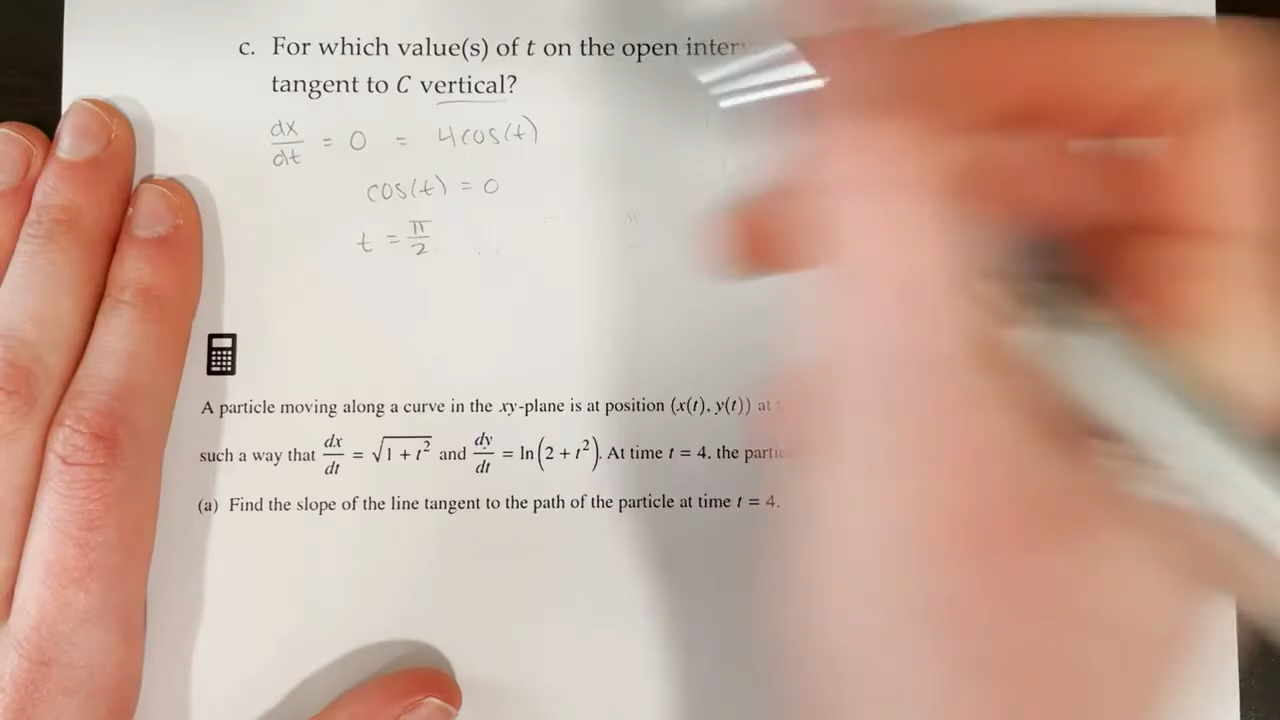 c. For which value(s) of t on the open
tangent to C vertical?
dx/dt = 0 = 4cos(t)
cos(t) = 0
t = π/2
A particle moving along a curve in the xy-plane is at position (x(t), y(t)) at
such a way that dx/dt = √(1 + t²) and dy/dt = ln(2 + t²). At time t = 4, the
(a) Find the slope of the line tangent to the path of the particle at time t = 4.